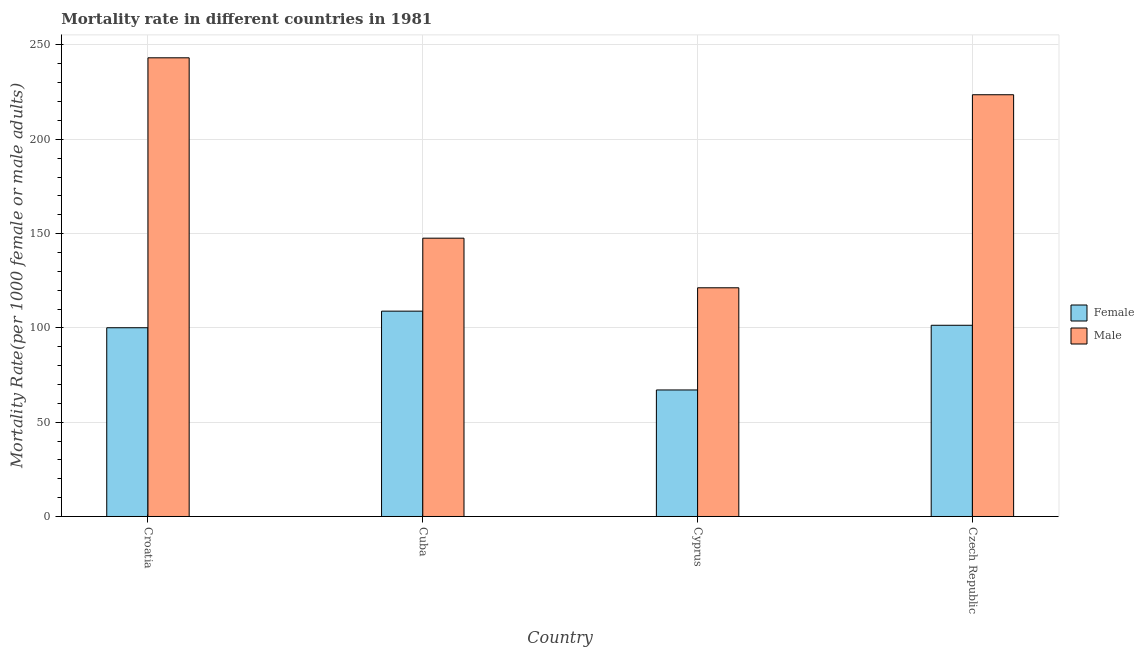 Mortality rate in different countries in 1981
Mortality Rate(per 1000 female or male adults)
250
200
150
100
50
0
Croatia
Cuba
Cyprus
Czech Republic
Country
Female
Male